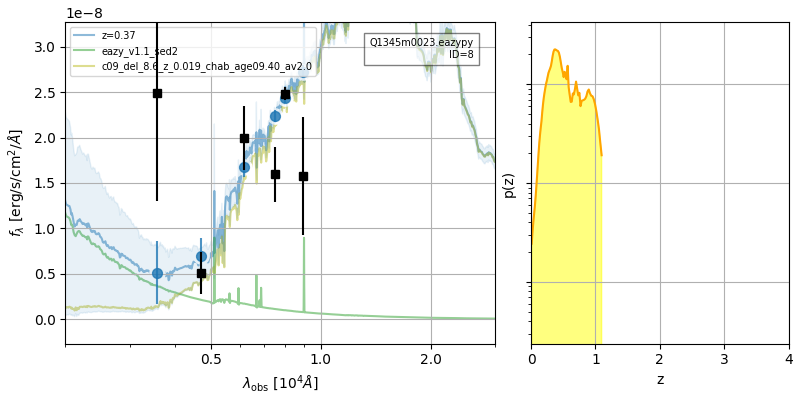 1e−8
z=0.37
eazy_v1.1_sed2
c09_del_8.6_z_0.019_chab_age09.40_av2.0
Q1345m0023.eazypy
ID=8
3.0
2.5
2.0
1.5
1.0
0.5
0.0
fλ [erg/s/cm²/Å]
0.5
1.0
2.0
λobs [10⁴Å]
p(z)
0
1
2
3
4
z